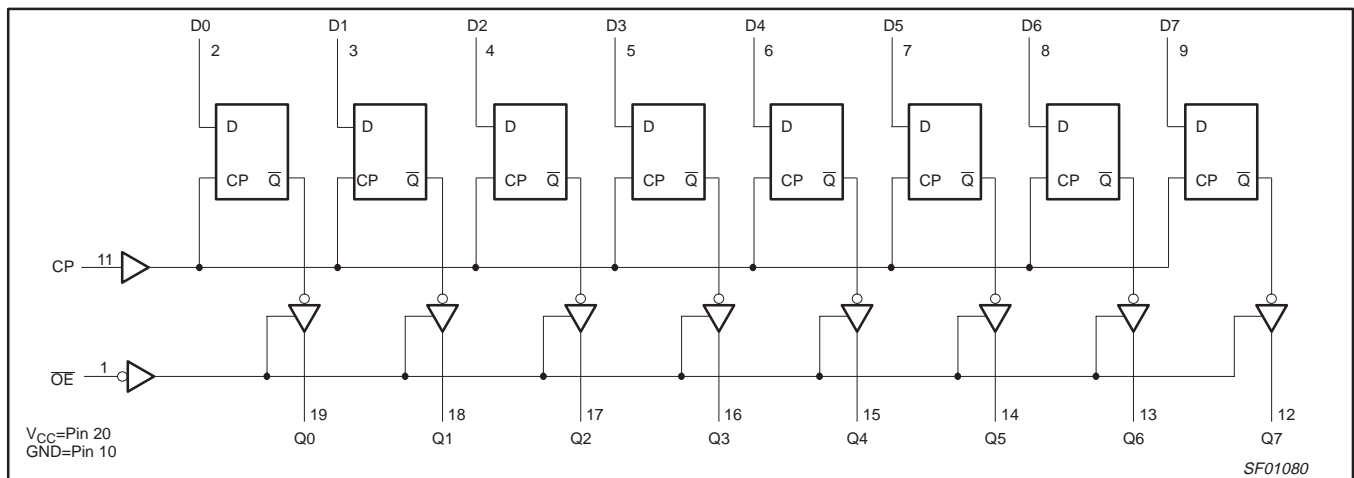 D0 D1 D2 D3 D4 D5 D6 D7
2 3 4 5 6 7 8 9
D D D D D D D D
CP Q̅ CP Q̅ CP Q̅ CP Q̅ CP Q̅ CP Q̅ CP Q̅ CP Q̅
CP 11
O̅E̅ 1
19 18 17 16 15 14 13 12
Q0 Q1 Q2 Q3 Q4 Q5 Q6 Q7
VCC=Pin 20
GND=Pin 10
SF01080